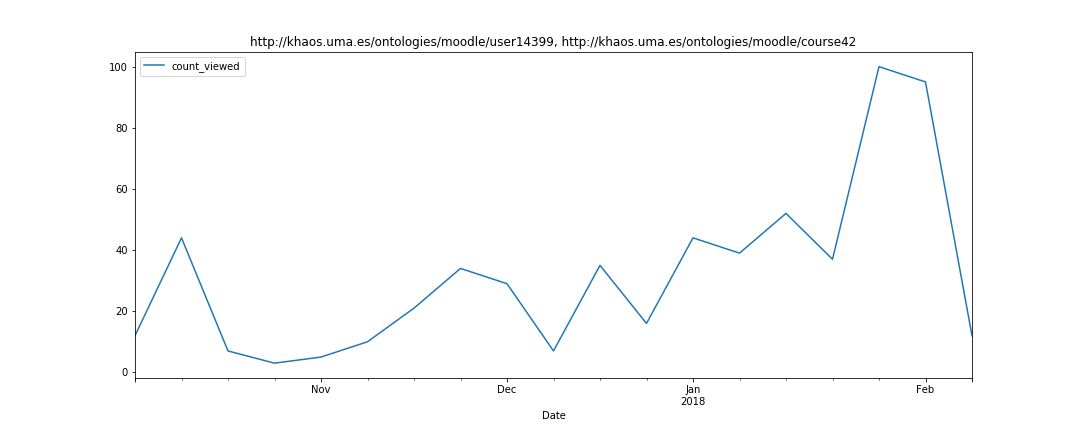 http://khaos.uma.es/ontologies/moodle/user14399, http://khaos.uma.es/ontologies/moodle/course42
count_viewed
100
80
60
40
20
0
Nov
Dec
Jan
2018
Feb
Date